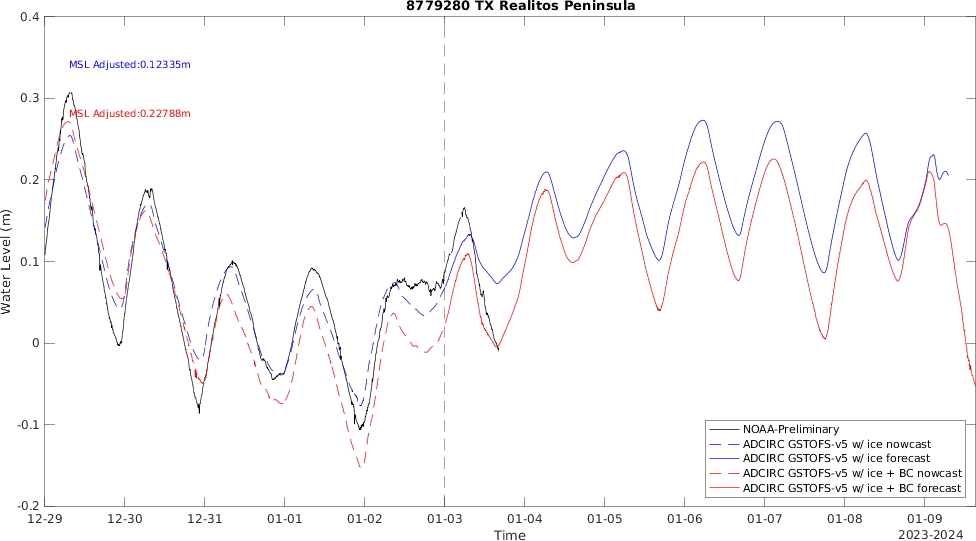 8779280 TX Realitos Peninsula
0.4
MSL Adjusted:0.12335m
0.3
MSL Adjusted:0.22788m
0.2
Water Level (m)
0.1
0
-0.1
NOAA-Preliminary
ADCIRC GSTOFS-v5 w/ ice nowcast
ADCIRC GSTOFS-v5 w/ ice forecast
ADCIRC GSTOFS-v5 w/ ice + BC nowcast
ADCIRC GSTOFS-v5 w/ ice + BC forecast
-0.2
12-29 12-30 12-31 01-01 01-02 01-03 01-04 01-05 01-06 01-07 01-08 01-09
Time
2023-2024